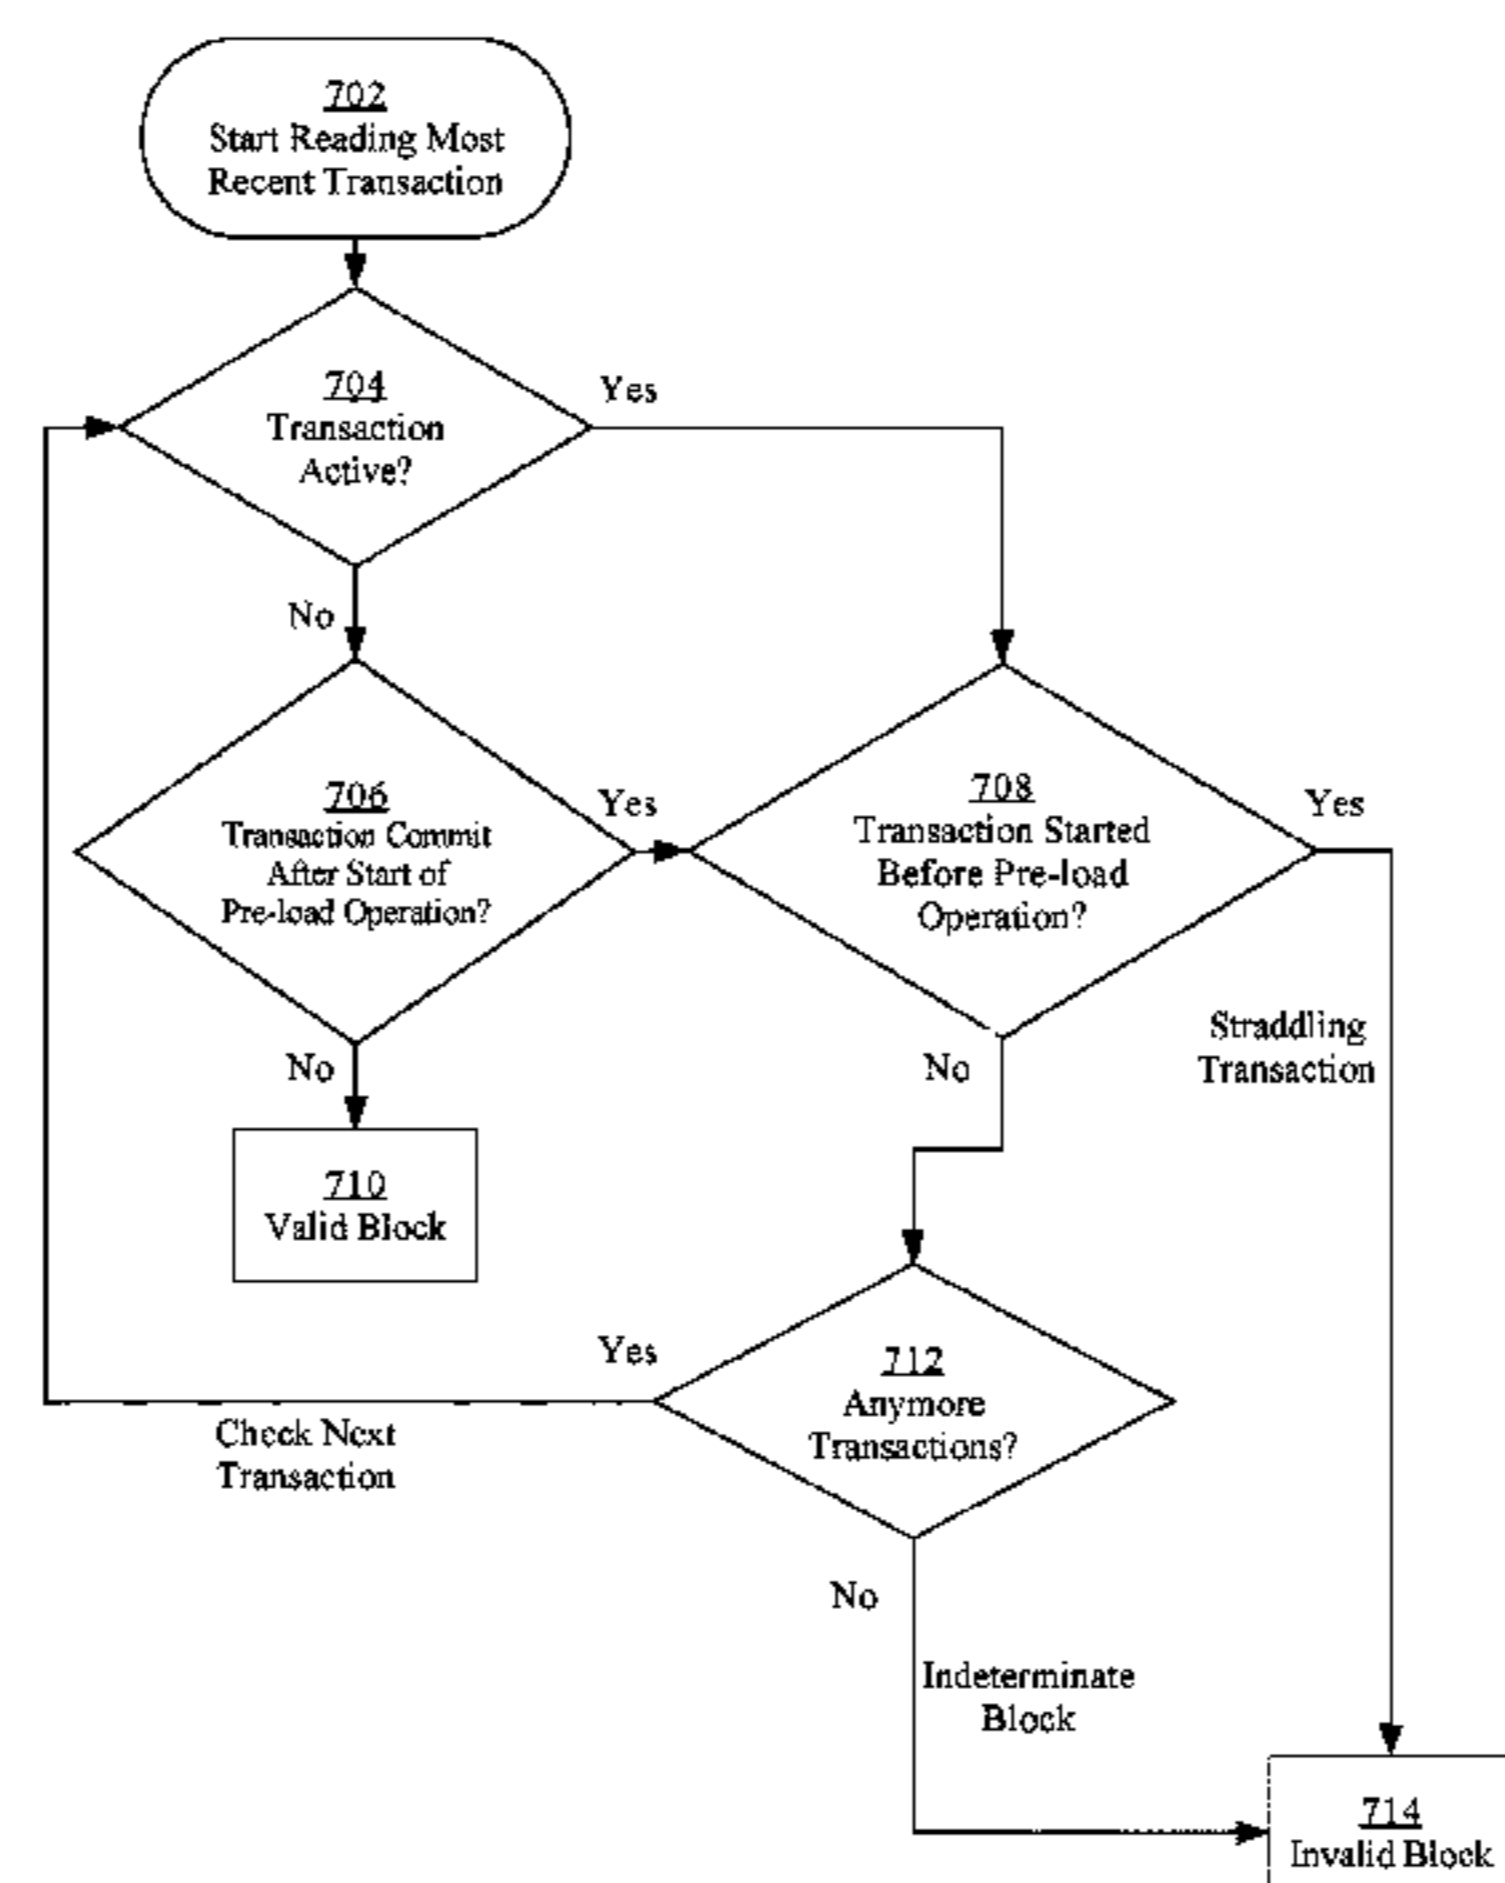 702
Start Reading Most
Recent Transaction
704
Transaction
Active?
Yes
No
706
Transaction Commit
After Start of
Pre-load Operation?
Yes
No
708
Transaction Started
Before Pre-load
Operation?
Yes
No
Straddling
Transaction
710
Valid Block
712
Anymore
Transactions?
Yes
Check Next
Transaction
No
Indeterminate
Block
714
Invalid Block